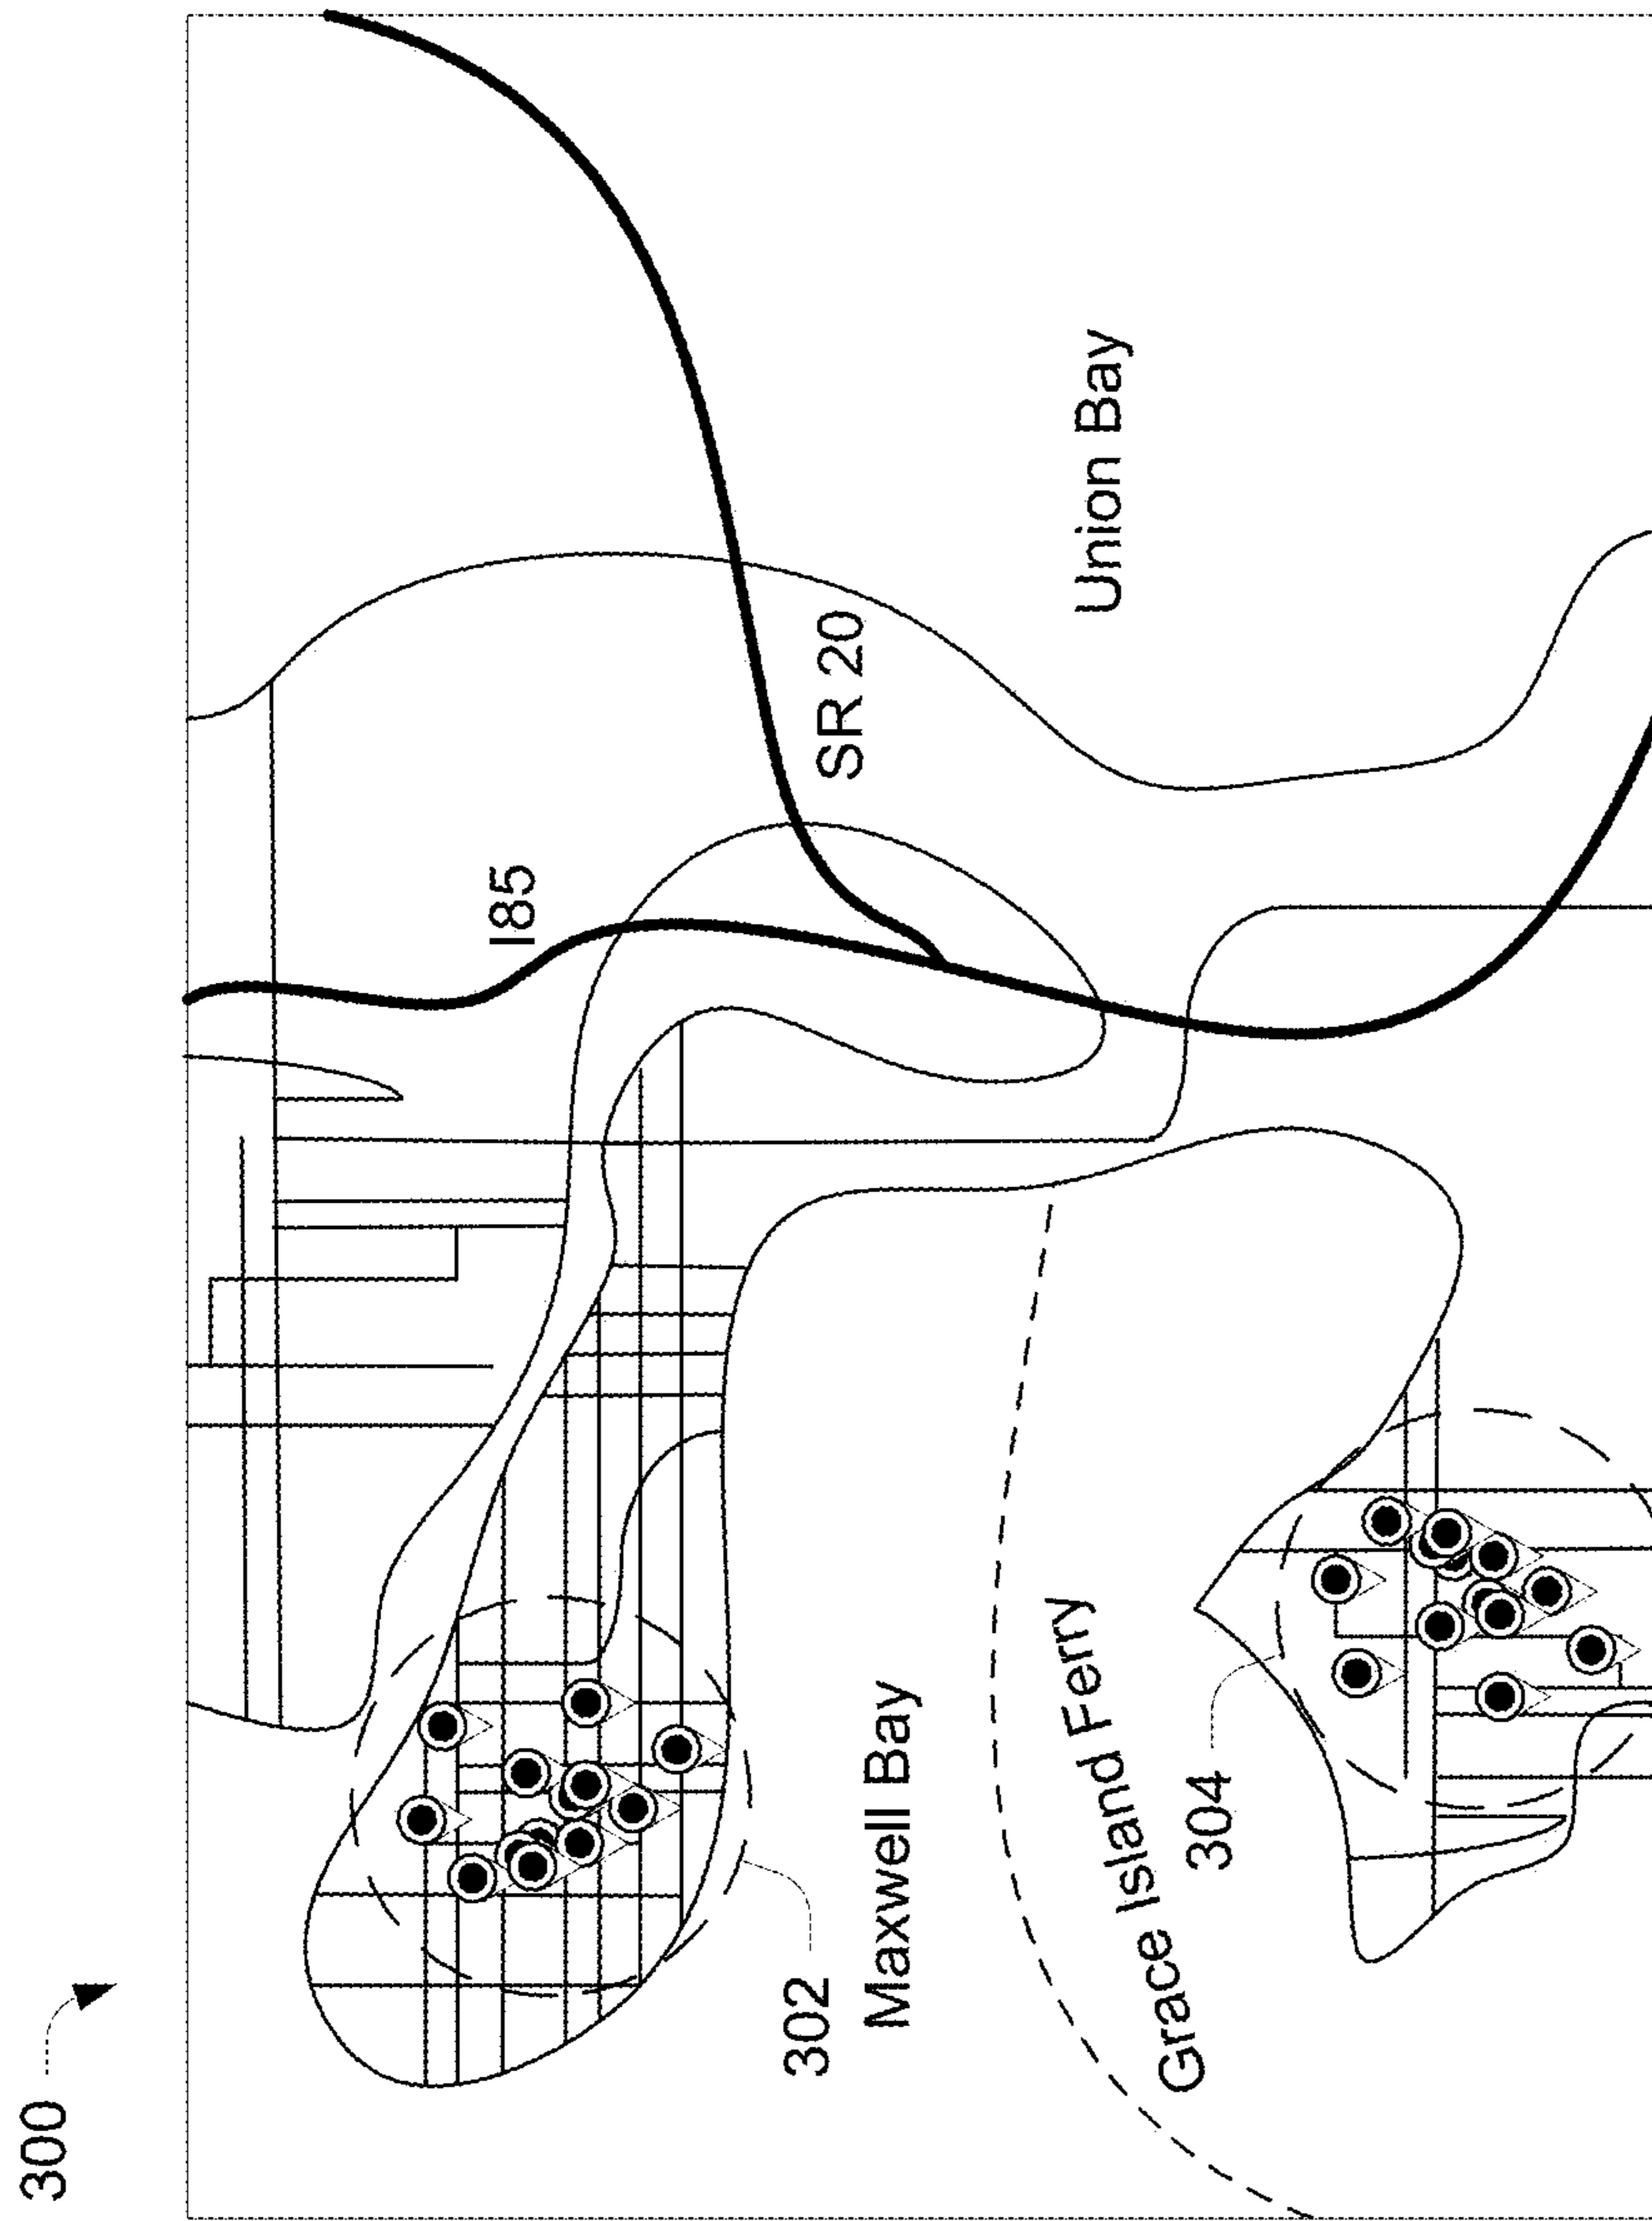 300
I85
SR 20
Union Bay
302
Maxwell Bay
Grace Island Ferry
304